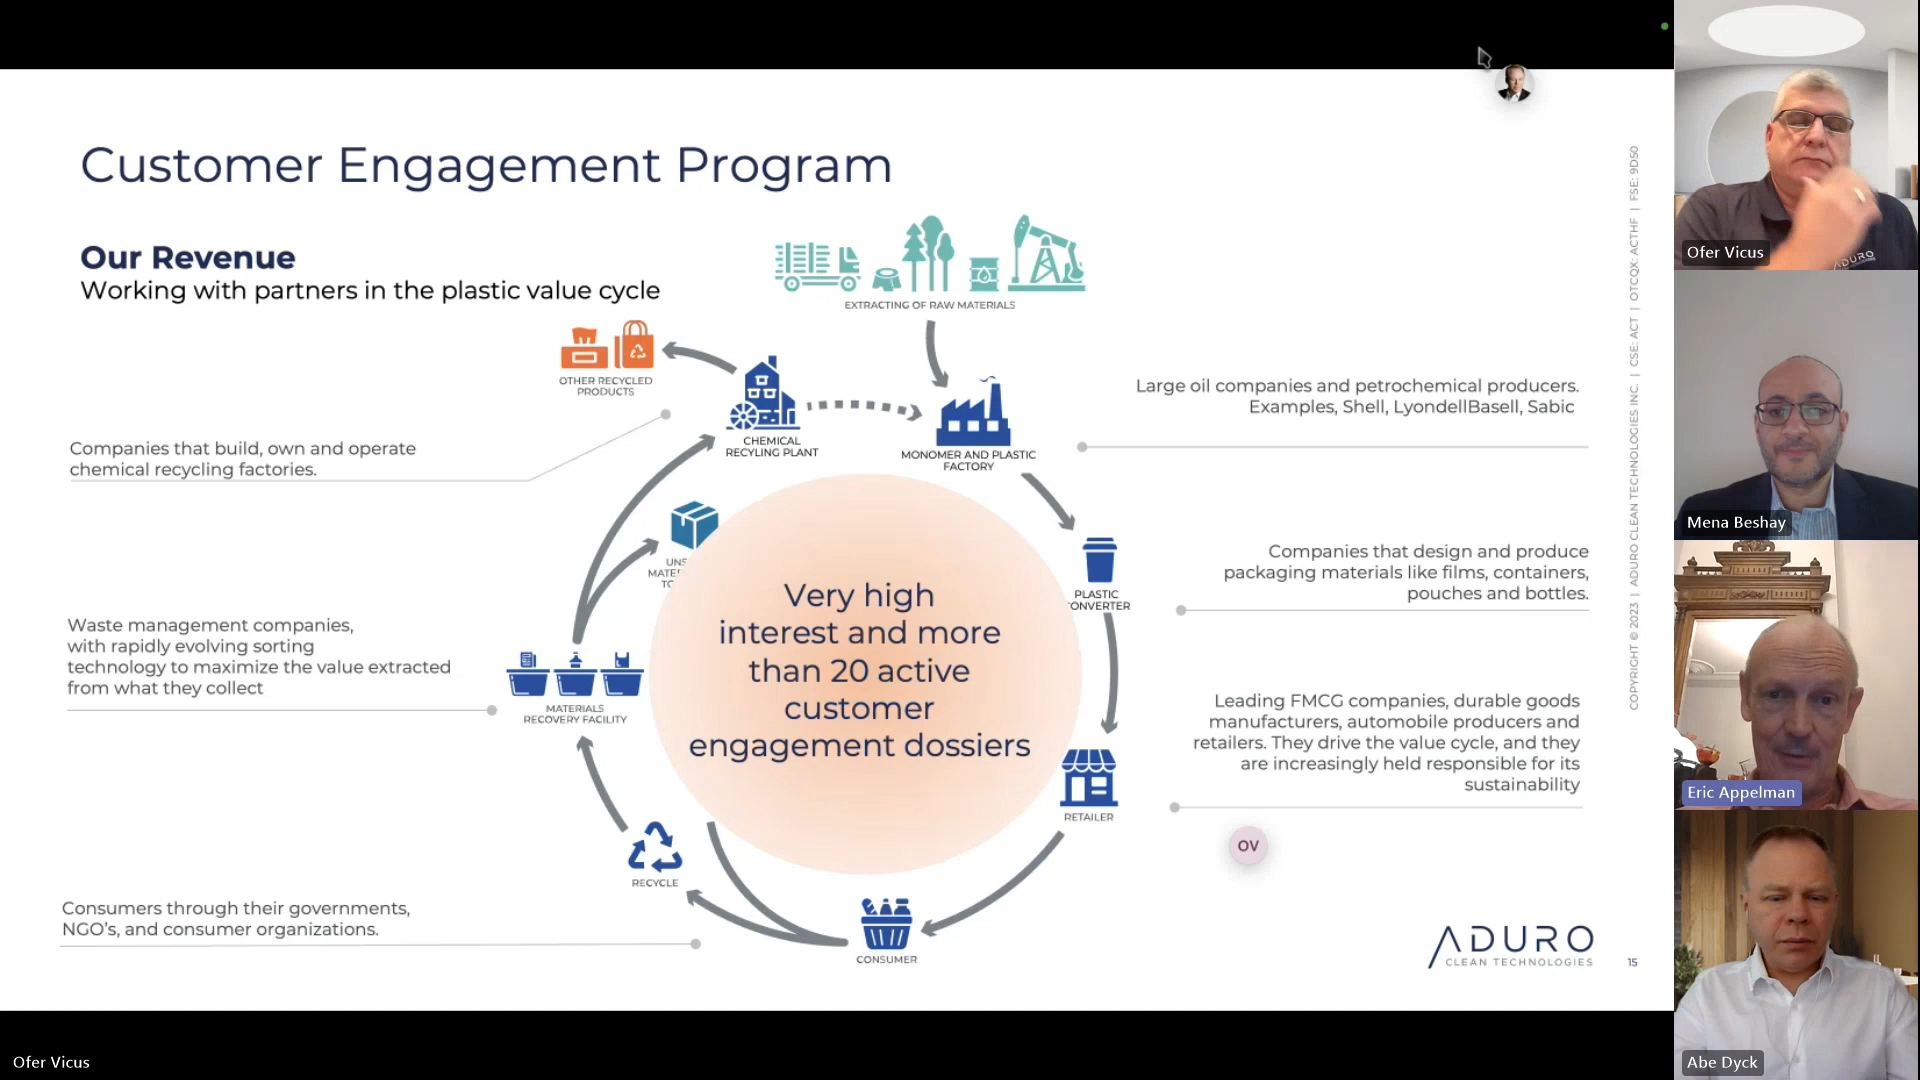 Customer Engagement Program
Our Revenue
Working with partners in the plastic value cycle
EXTRACTING OF RAW MATERIALS
OTHER RECYCLED
PRODUCTS
CHEMICAL
RECYLING PLANT
MONOMER AND PLASTIC
FACTORY
Large oil companies and petrochemical producers.
Examples, Shell, LyondellBasell, Sabic
Companies that build, own and operate
chemical recycling factories.
PLASTIC
ONVERTER
Companies that design and produce
packaging materials like films, containers,
pouches and bottles.
Very high
interest and more
than 20 active
customer
engagement dossiers
Waste management companies,
with rapidly evolving sorting
technology to maximize the value extracted
from what they collect
MATERIALS
RECOVERY FACILITY
Leading FMCG companies, durable goods
manufacturers, automobile producers and
retailers. They drive the value cycle, and they
are increasingly held responsible for its
sustainability
RETAILER
OV
RECYCLE
Consumers through their governments,
NGO's, and consumer organizations.
CONSUMER
ADURO
CLEAN TECHNOLOGIES
15
COPYRIGHT © 2023 | ADURO CLEAN TECHNOLOGIES INC. | CSE: ACT | OTCQX: ACTHF | FSE: 9D50
Ofer Vicus
ADURO
Ofer Vicus
Mena Beshay
Eric Appelman
Abe Dyck